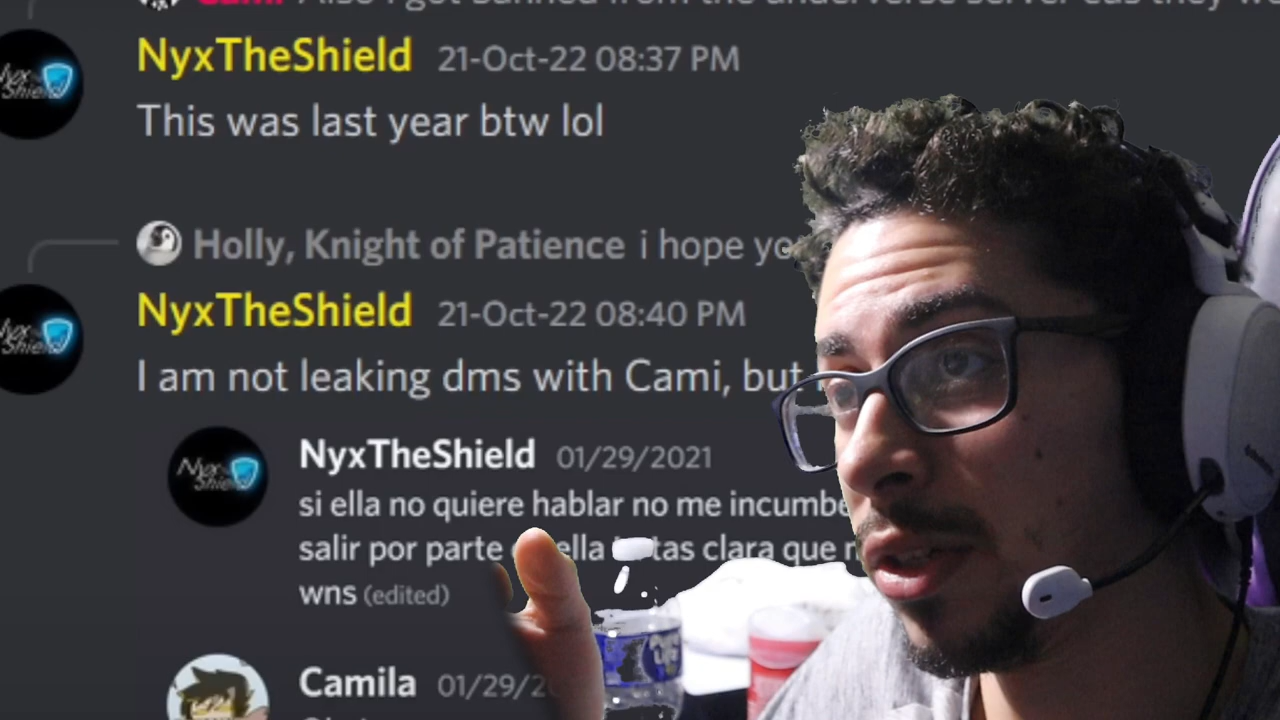 NyxTheShield 21-Oct-22 08:37 PM
This was last year btw lol
Holly, Knight of Patience i hope
NyxTheShield 21-Oct-22 08:40 PM
I am not leaking dms with Cami, but
NyxTheShield 01/29/2021
si ella no quiere hablar no me incumbe
salir por parte ella clara que
wns (edited)
Camila 01/29/2